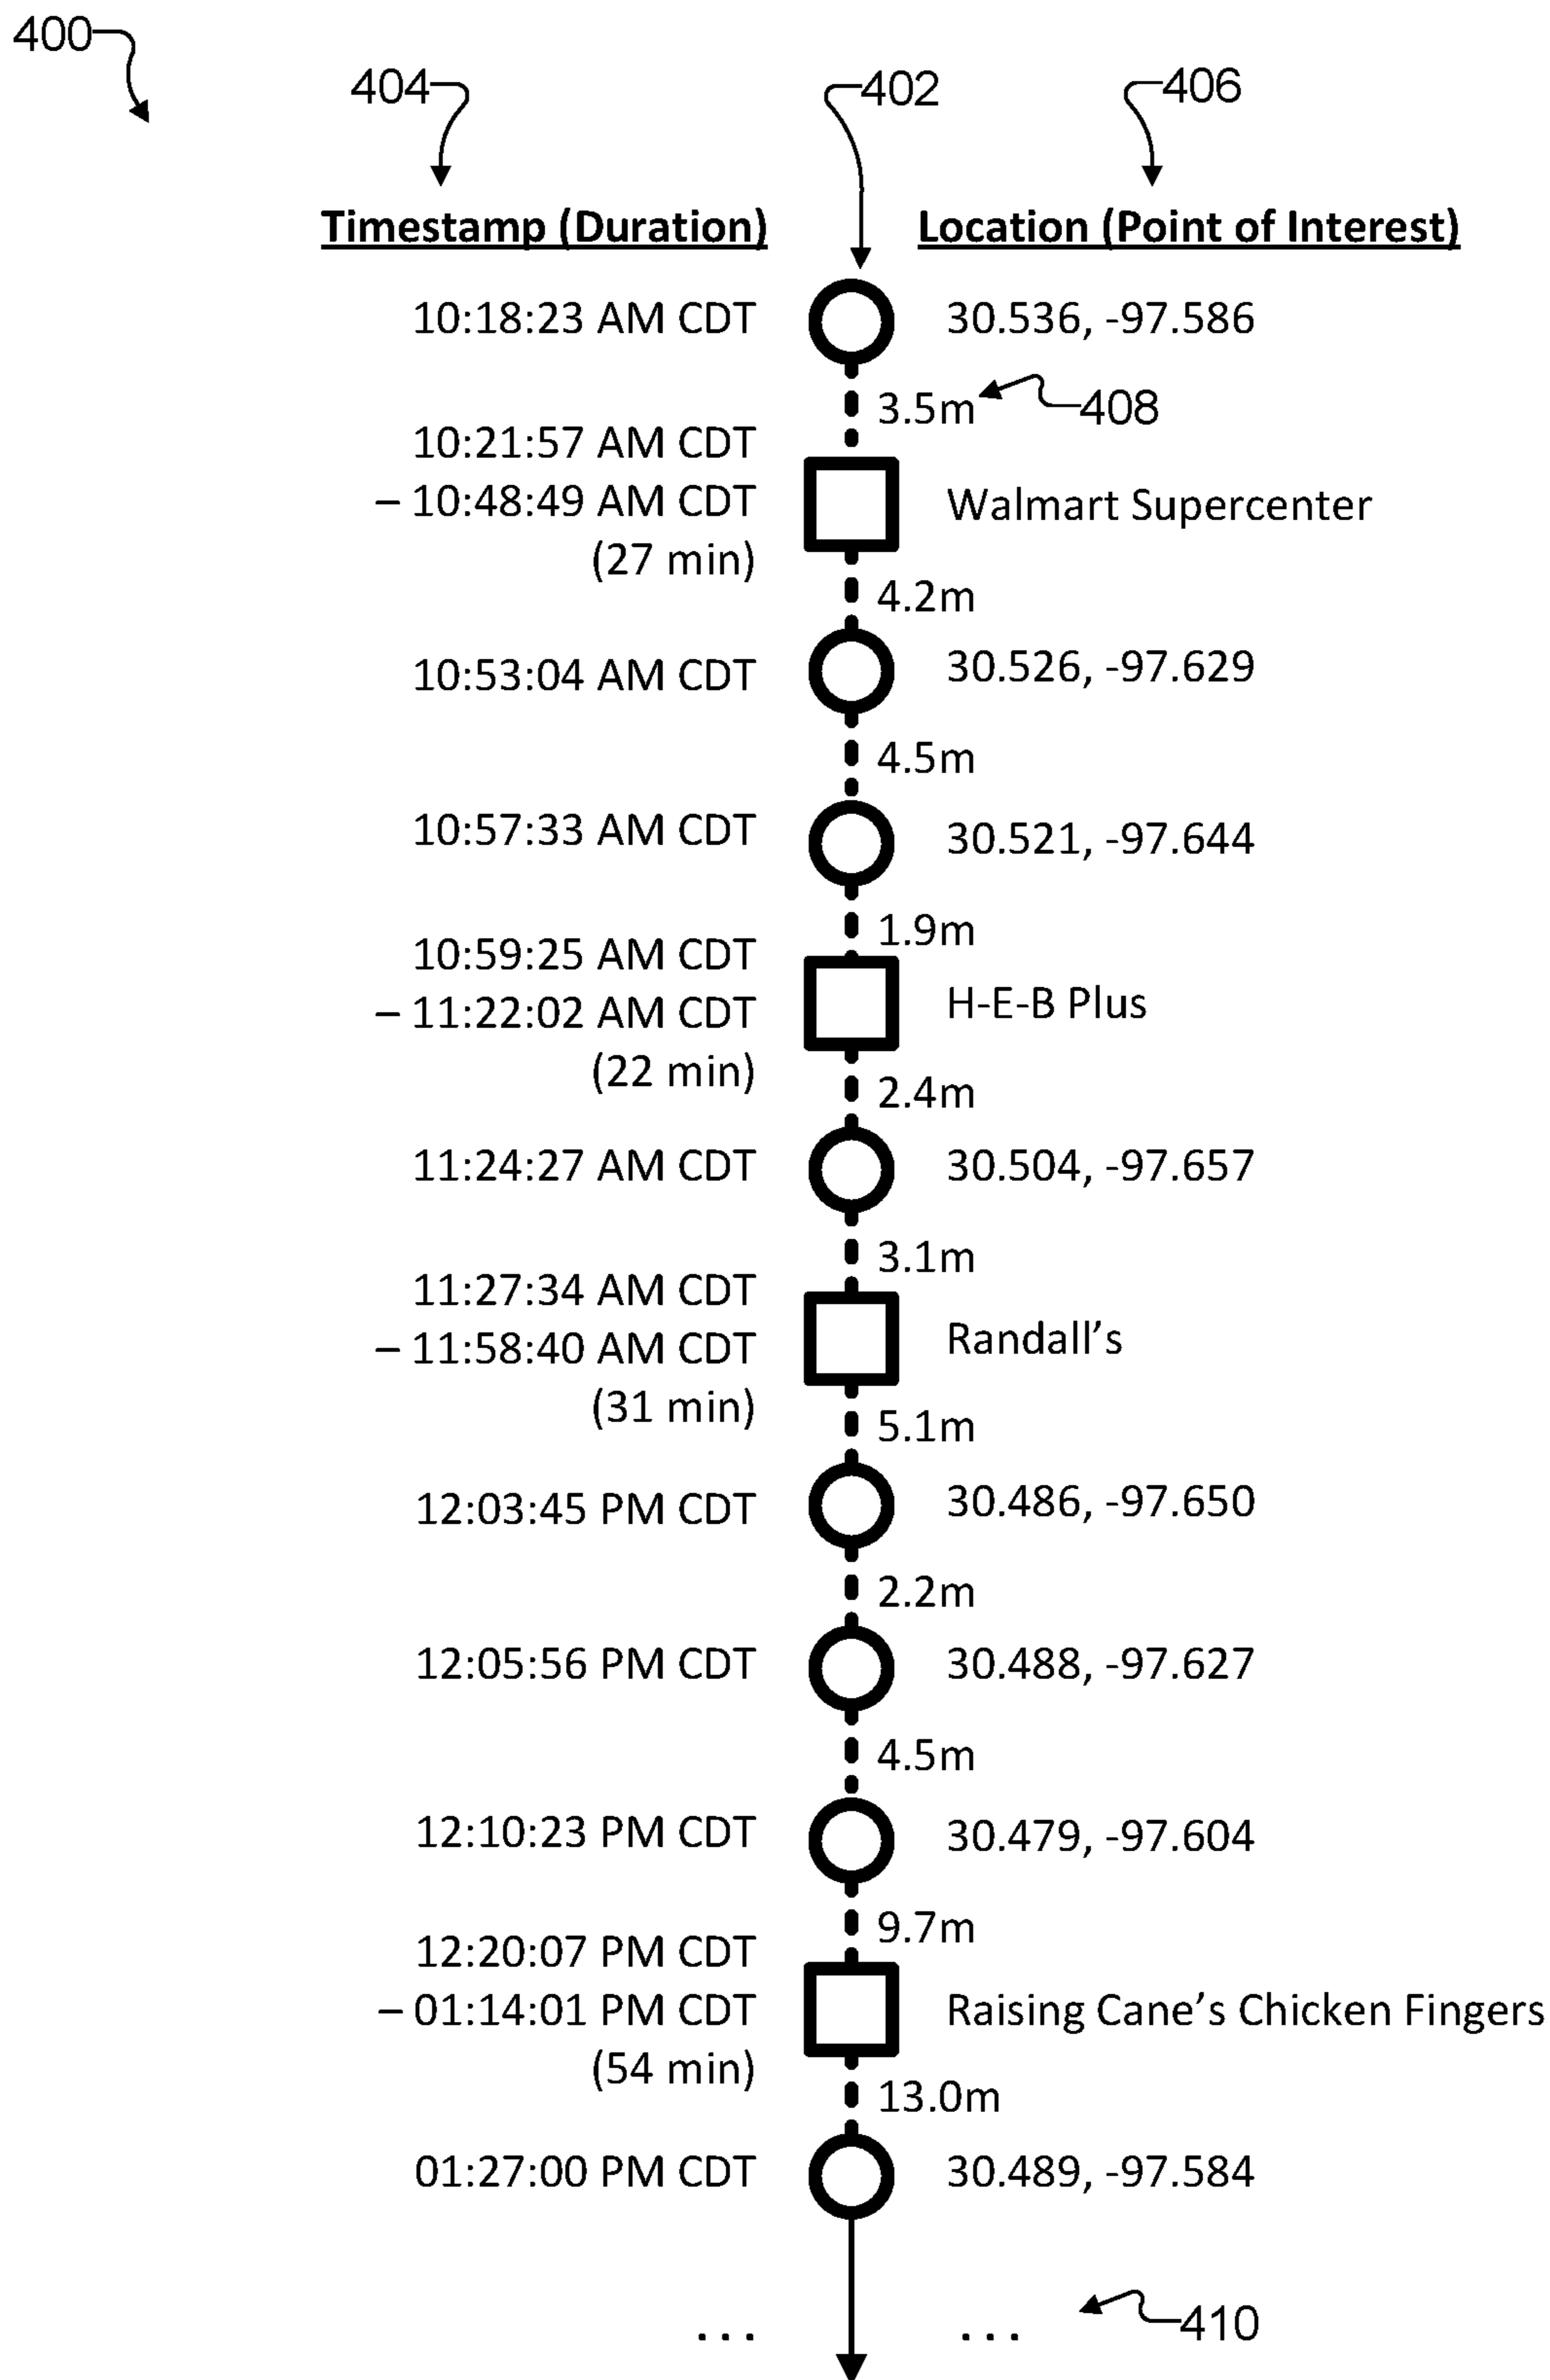 400
404
402
406
Timestamp (Duration)
Location (Point of Interest)
10:18:23 AM CDT
30.536, -97.586
3.5m
408
10:21:57 AM CDT
– 10:48:49 AM CDT
(27 min)
Walmart Supercenter
4.2m
10:53:04 AM CDT
30.526, -97.629
4.5m
10:57:33 AM CDT
30.521, -97.644
1.9m
10:59:25 AM CDT
– 11:22:02 AM CDT
(22 min)
H-E-B Plus
2.4m
11:24:27 AM CDT
30.504, -97.657
3.1m
11:27:34 AM CDT
– 11:58:40 AM CDT
(31 min)
Randall’s
5.1m
12:03:45 PM CDT
30.486, -97.650
2.2m
12:05:56 PM CDT
30.488, -97.627
4.5m
12:10:23 PM CDT
30.479, -97.604
9.7m
12:20:07 PM CDT
– 01:14:01 PM CDT
(54 min)
Raising Cane’s Chicken Fingers
13.0m
01:27:00 PM CDT
30.489, -97.584
410
... ...